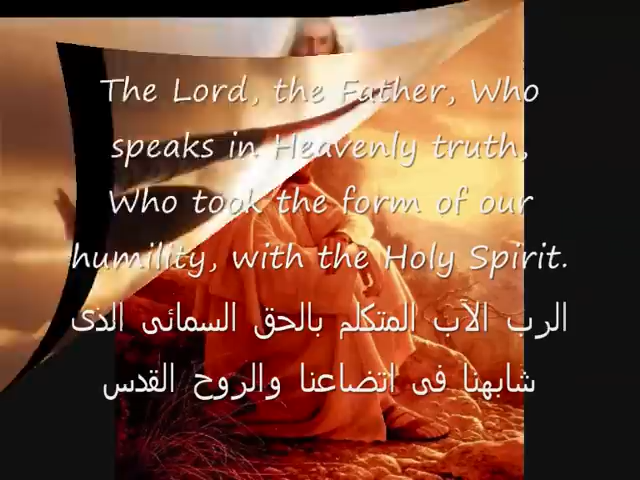 The Lord, the Father, Who
speaks in Heavenly truth,
Who took the form of our
humility, with the Holy Spirit.
الرب الآب المتكلم بالحق السمائى الذى
شابهنا فى اتضاعنا والروح القدس